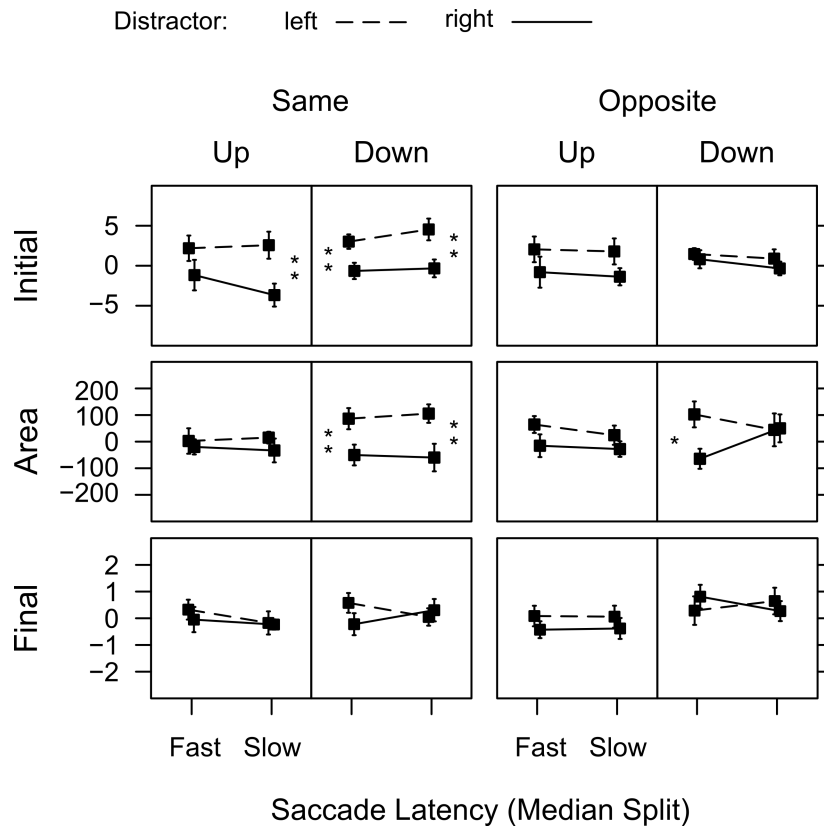 Distractor: left right
Same Opposite
Up Down Up Down
Initial
5
0
−5
* *
* *
* *
Area
200
100
0
−100
−200
* *
* *
*
Final
2
1
0
−1
−2
Fast Slow Fast Slow
Saccade Latency (Median Split)